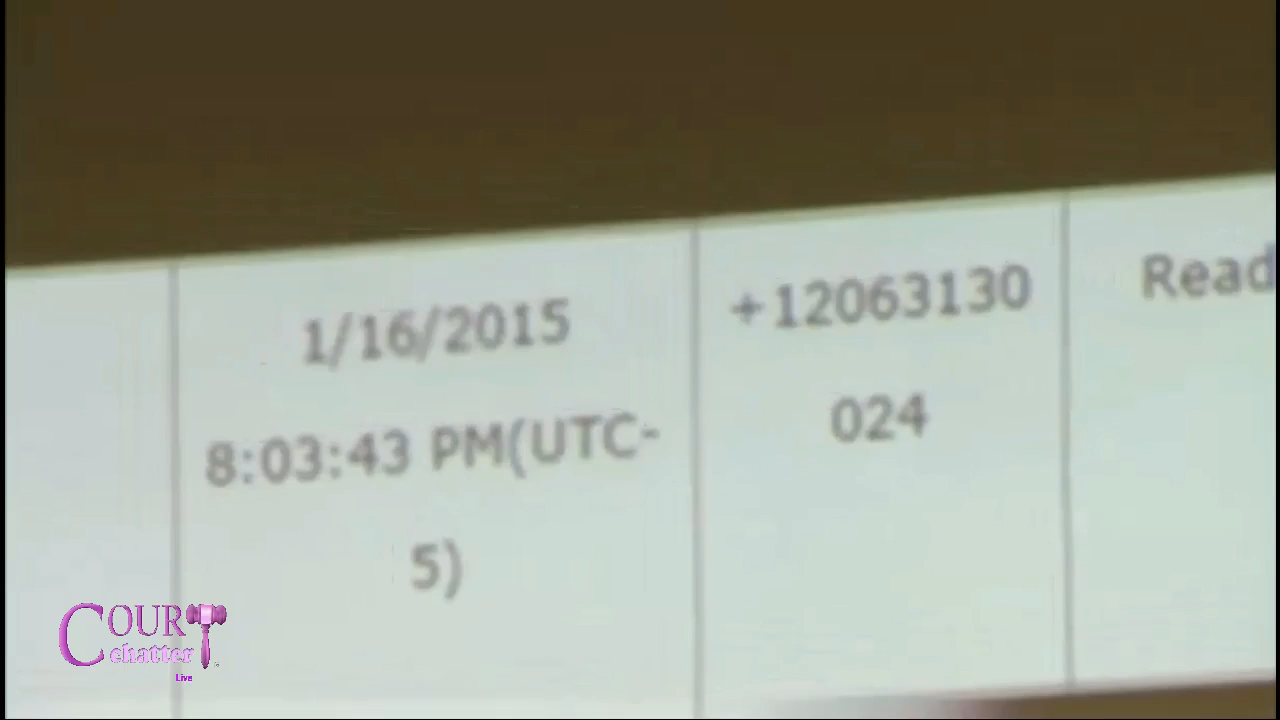 1/16/2015
8:03:43 PM(UTC-
5)
+12063130
024
Read
COURT
chatter
Live